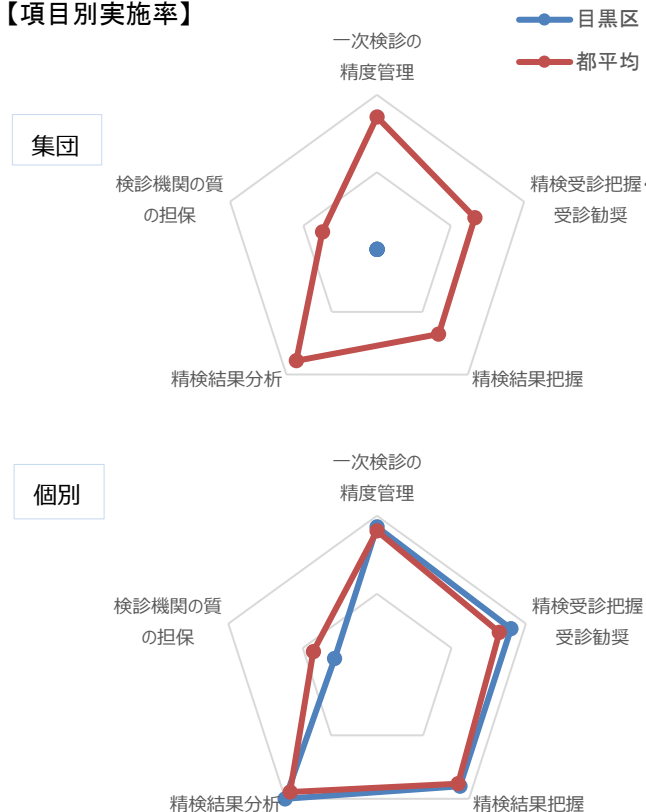 【項目別実施率】
目黒区
都平均
集団
一次検診の
精度管理
精検受診把握・
受診勧奨
精検結果把握
精検結果分析
検診機関の質
の担保
個別
一次検診の
精度管理
精検受診把握
受診勧奨
精検結果把握
精検結果分析
検診機関の質
の担保